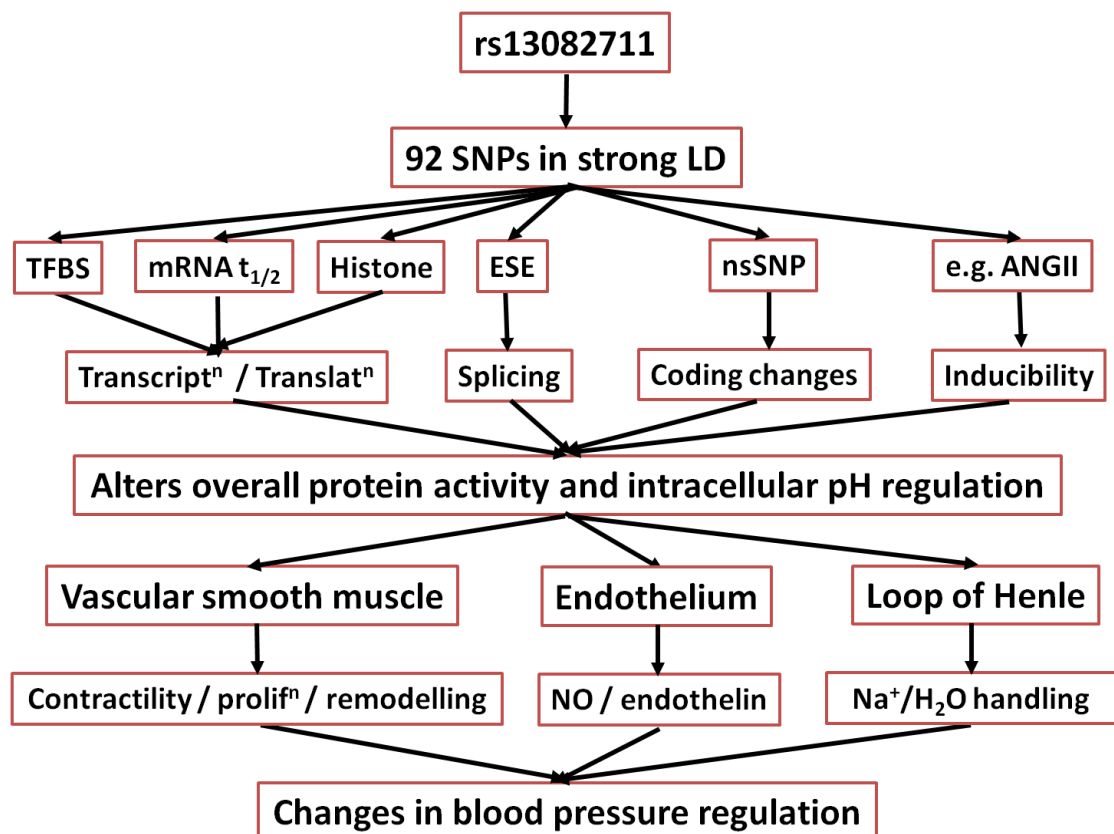 rs13082711
92 SNPs in strong LD
TFBS
mRNA t₁/₂
Histone
ESE
nsSNP
e.g. ANGII
Transcriptⁿ / Translatⁿ
Splicing
Coding changes
Inducibility
Alters overall protein activity and intracellular pH regulation
Vascular smooth muscle
Endothelium
Loop of Henle
Contractility / prolifⁿ / remodelling
NO / endothelin
Na⁺/H₂O handling
Changes in blood pressure regulation